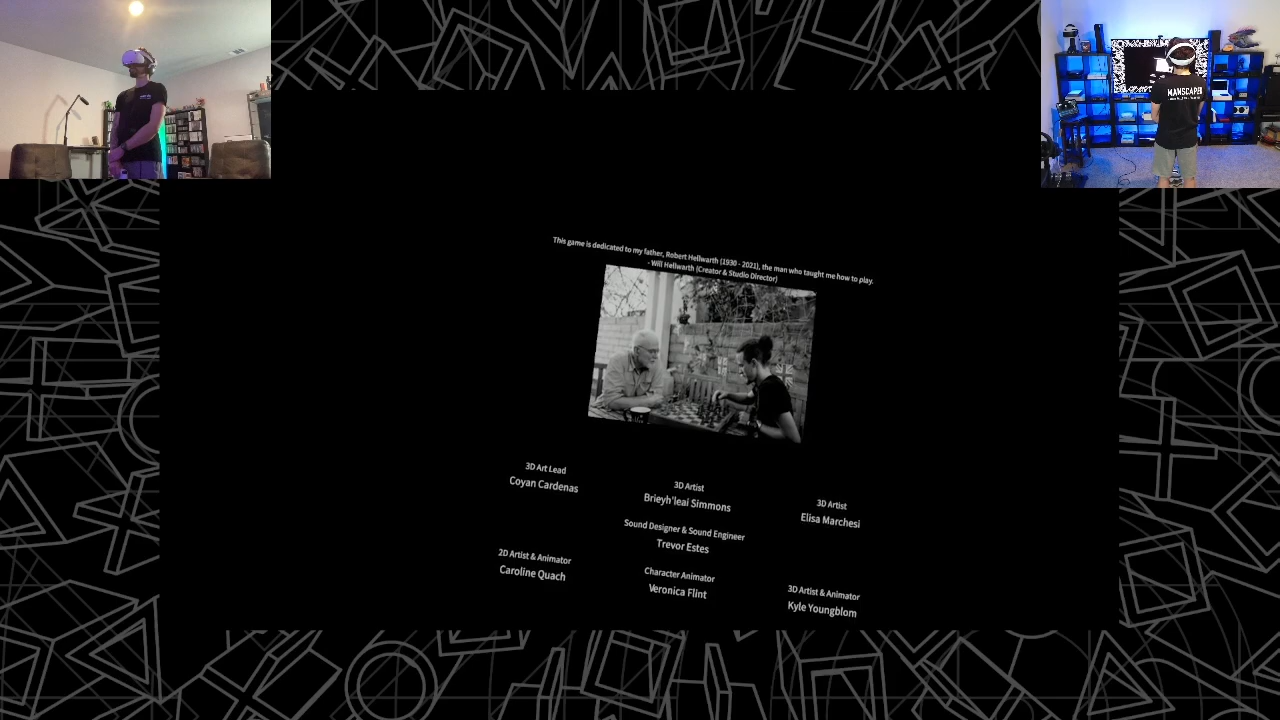 This game is dedicated to my father, Robert Hellwarth (1930 - 2021), the man who taught me how to play.
- Will Hellwarth (Creator & Studio Director)
3D Art Lead
Coyan Cardenas
3D Artist
Brieyh'leai Simmons
3D Artist
Elisa Marchesi
Sound Designer & Sound Engineer
Trevor Estes
2D Artist & Animator
Caroline Quach
Character Animator
Veronica Flint
3D Artist & Animator
Kyle Youngblom
MANSCAPED